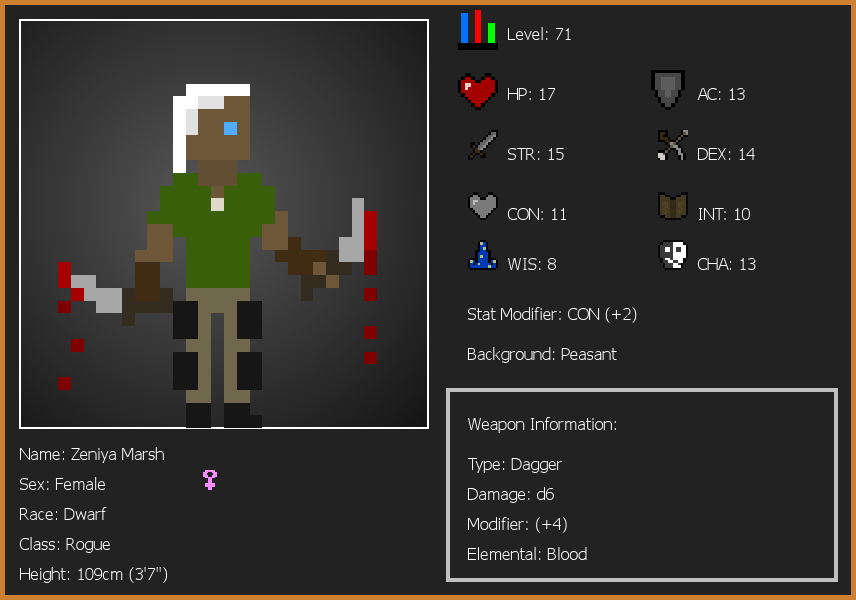 Level: 71
HP: 17
AC: 13
STR: 15
DEX: 14
CON: 11
INT: 10
WIS: 8
CHA: 13
Stat Modifier: CON (+2)
Background: Peasant
Weapon Information:
Type: Dagger
Damage: d6
Modifier: (+4)
Elemental: Blood
Name: Zeniya Marsh
Sex: Female
Race: Dwarf
Class: Rogue
Height: 109cm (3'7")